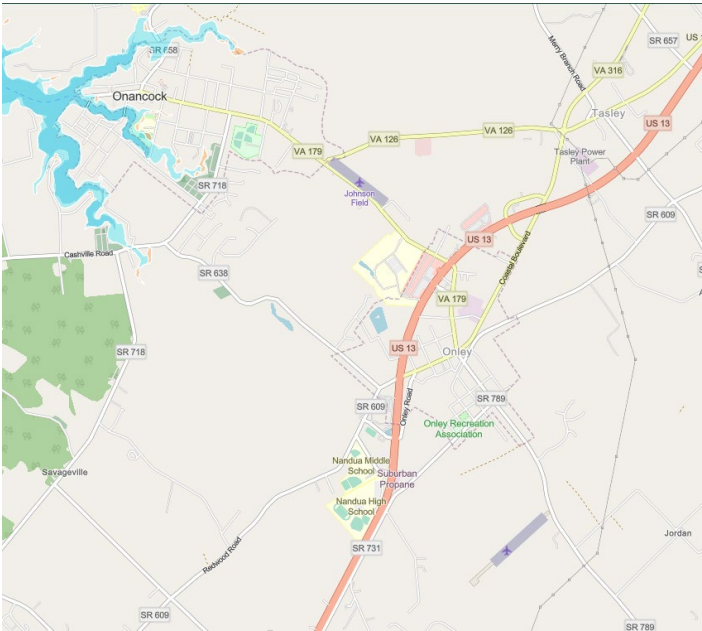 SR 658
Merry Branch Road
SR 657
US 1
VA 316
Onancock
Tasley
US 13
VA 126
VA 126
VA 179
Tasley Power
Plant
SR 718
Johnson
Field
SR 609
US 13
Cashville Road
Coastal Boulevard
SR 638
VA 179
US 13
Onley
SR 718
SR 789
SR 609
Onley Road
Onley Recreation
Association
Nandua Middle
School
Suburban
Propane
Savageville
Nandua High
School
Jordan
SR 731
Redwood Road
SR 609
SR 789